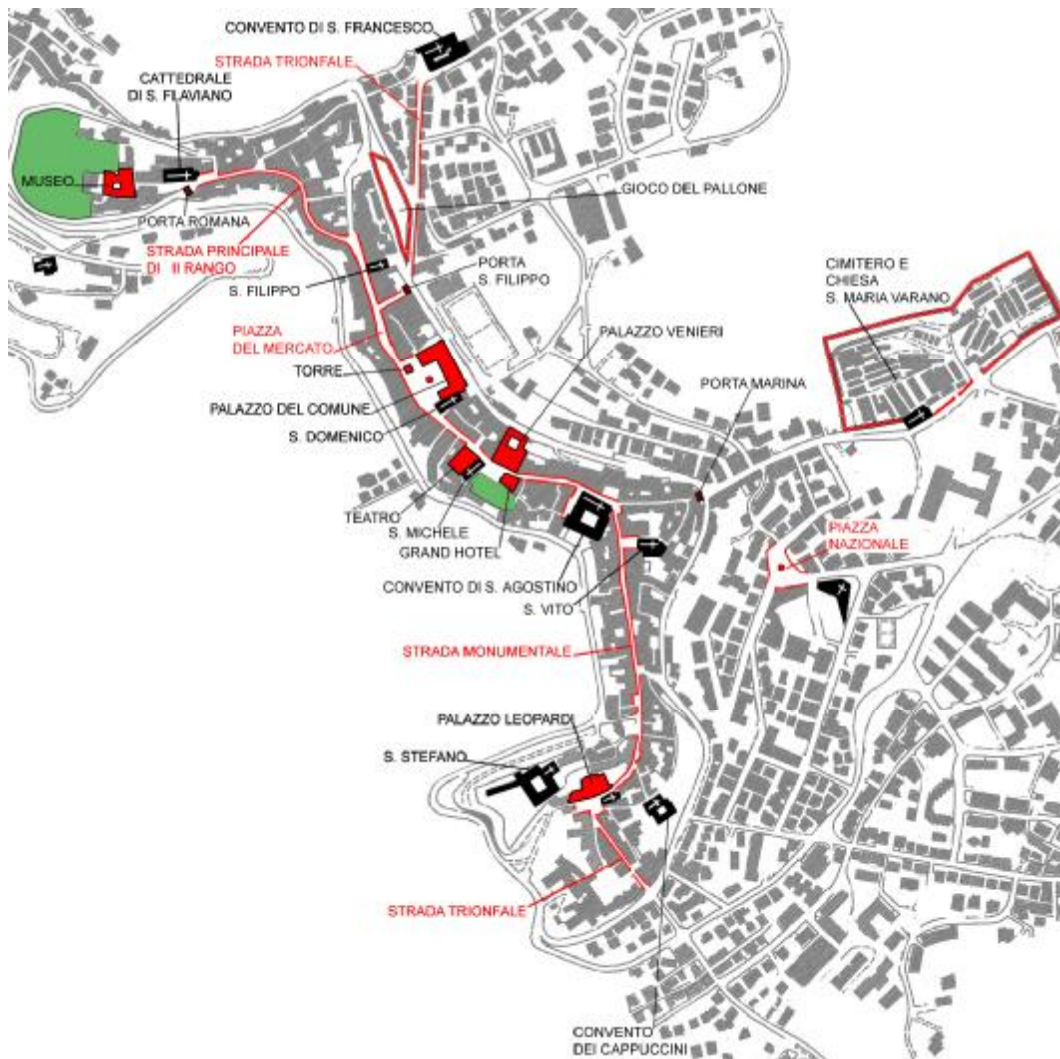 CONVENTO DI S. FRANCESCO
STRADA TRIONFALE
CATTEDRALE
DI S. FILAVIANO
MUSEO
GIOCO DEL PALLONE
PORTA ROMANA
STRADA PRINCIPALE
DI II RANGO
S. FILIPPO
PORTA
S. FILIPPO
CIMITERO E
CHIESA
S. MARIA VARANO
PIAZZA
DEL MERCATO
PALAZZO VENIERI
TORRE
PORTA MARINA
PALAZZO DEL COMUNE
S. DOMENICO
TEATRO
S. MICHELE
GRAND HOTEL
PIAZZA
NAZIONALE
CONVENTO DI S. AGOSTINO
S. VITO
STRADA MONUMENTALE
PALAZZO LEOPARDI
S. STEFANO
STRADA TRIONFALE
CONVENTO
DEI CAPPUCCINI